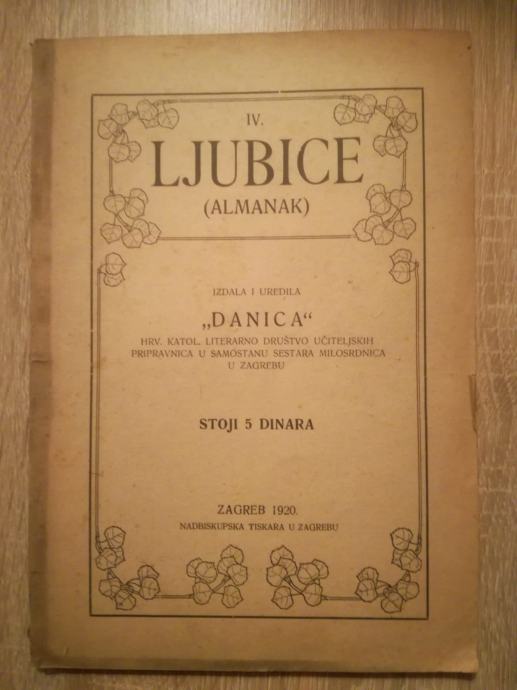 IV.
LJUBICE
(ALMANAK)
IZDALA I UREDILA
„DANICA“
HRV. KATOL. LITERARNO DRUŠTVO UČITELJSKIH
PRIPRAVNICA U SAMOSTANU SESTARA MILOSRDNICA
U ZAGREBU
STOJI 5 DINARA
ZAGREB 1920.
NADBISKUPSKA TISKARA U ZAGREBU